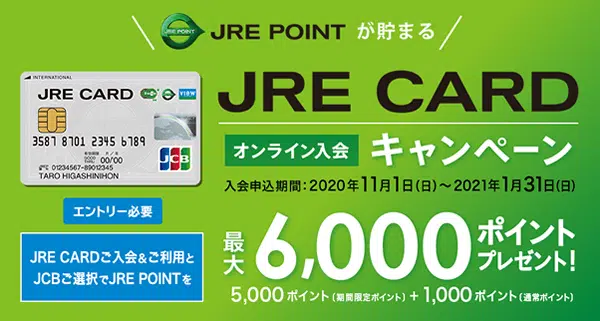 JRE POINT JRE POINT が貯まる
JRE CARD
オンライン入会 キャンペーン
入会申込期間：2020年11月1日(日)～2021年1月31日(日)
INTERNATIONAL
JRE CARD VIEW
3587 8701 2345 6789
00/00
01234567-89012345
TARO HIGASHINIHON
JCB
エントリー必要
JRE CARDご入会&ご利用と
JCBご選択でJRE POINTを
最大 6,000 ポイント
プレゼント!
5,000ポイント(期間限定ポイント)+1,000ポイント(通常ポイント)